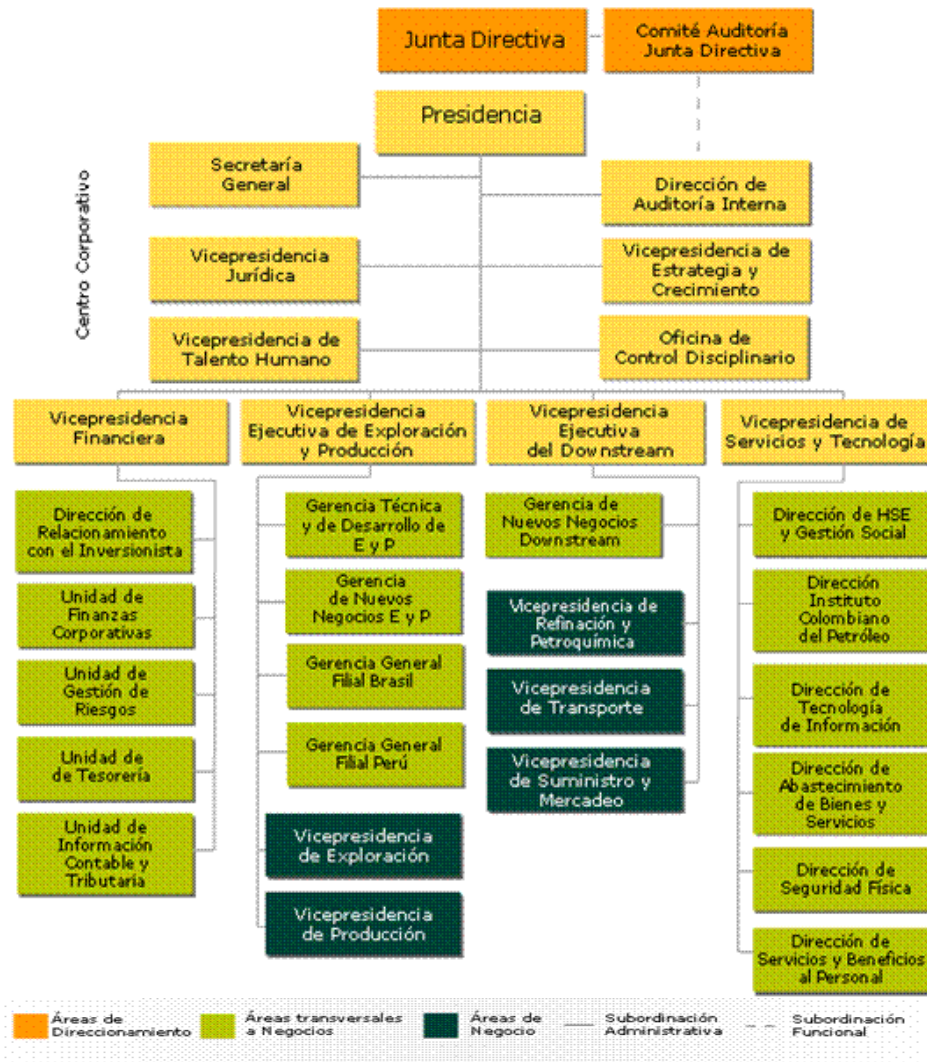 Junta Directiva
Comité Auditoría
Junta Directiva
Presidencia
Centro Corporativo
Secretaría
General
Dirección de
Auditoría Interna
Vicepresidencia
Jurídica
Vicepresidencia de
Estrategia y
Crecimiento
Vicepresidencia de
Talento Humano
Oficina de
Control Disciplinario
Vicepresidencia
Financiera
Vicepresidencia
Ejecutiva de Exploración
y Producción
Vicepresidencia
Ejecutiva
del Downstream
Vicepresidencia de
Servicios y Tecnología
Dirección de
Relacionamiento
con el Inversionista
Unidad de
Finanzas
Corporativas
Unidad de
Gestión de
Riesgos
Unidad de
de Tesorería
Unidad de
Información
Contable y
Tributaria
Gerencia Técnica
y de Desarrollo de
E y P
Gerencia
de Nuevos
Negocios E y P
Gerencia General
Filial Brasil
Gerencia General
Filial Perú
Vicepresidencia
de Exploración
Vicepresidencia
de Producción
Gerencia de
Nuevos Negocios
Downstream
Vicepresidencia de
Refinación y
Petroquímica
Vicepresidencia
de Transporte
Vicepresidencia
de Suministro y
Mercadeo
Dirección de HSE
y Gestión Social
Dirección
Instituto
Colombiano
del Petróleo
Dirección de
Tecnología
de Información
Dirección de
Abastecimiento
de Bienes y
Servicios
Dirección de
Seguridad Física
Dirección de
Servicios y Beneficios
al Personal
Áreas de
Direccionamiento
Áreas transversales
a Negocios
Áreas de
Negocio
Subordinación
Administrativa
Subordinación
Funcional